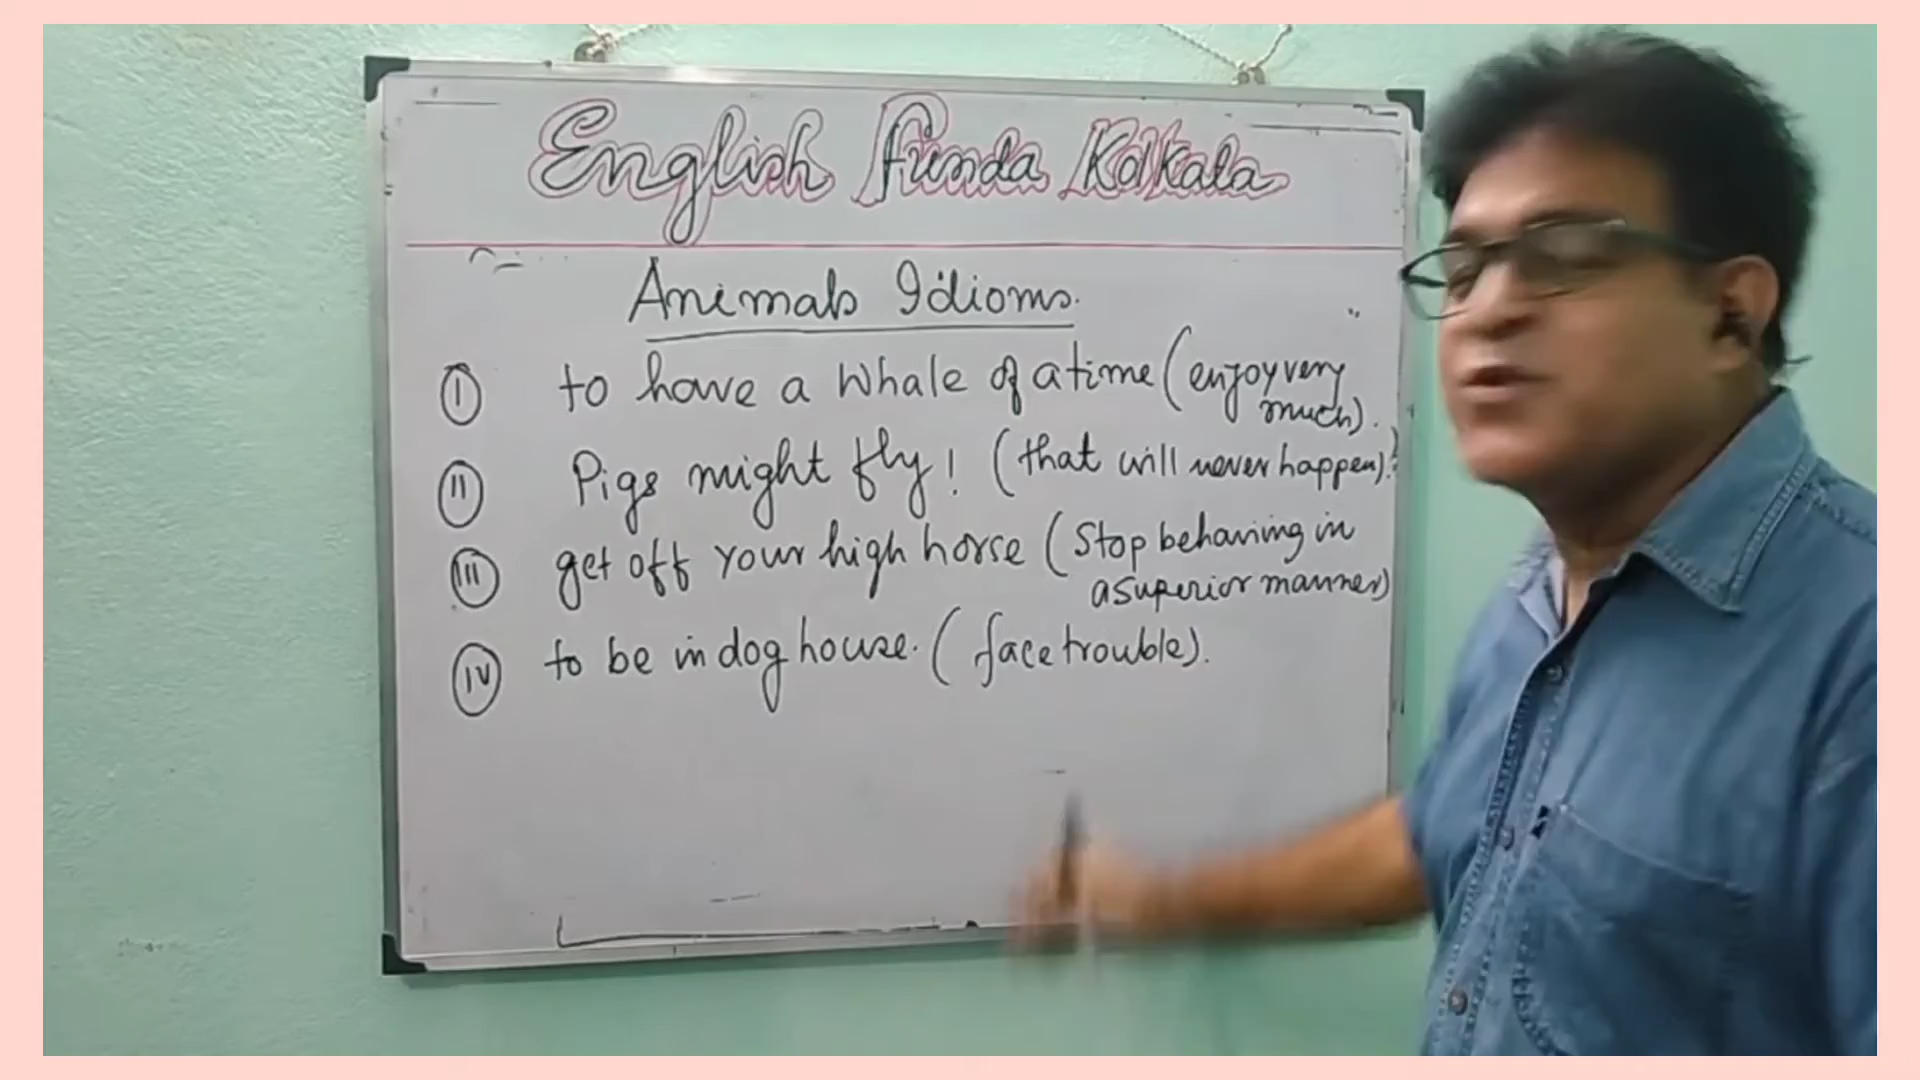 English Funda Kolkata
Animals Idioms.
I to have a whale of a time (enjoy very
much).
II Pigs might fly! (that will never happen)!
III get off your high horse (Stop behaving in
a superior manner)
IV to be in dog house. (face trouble).